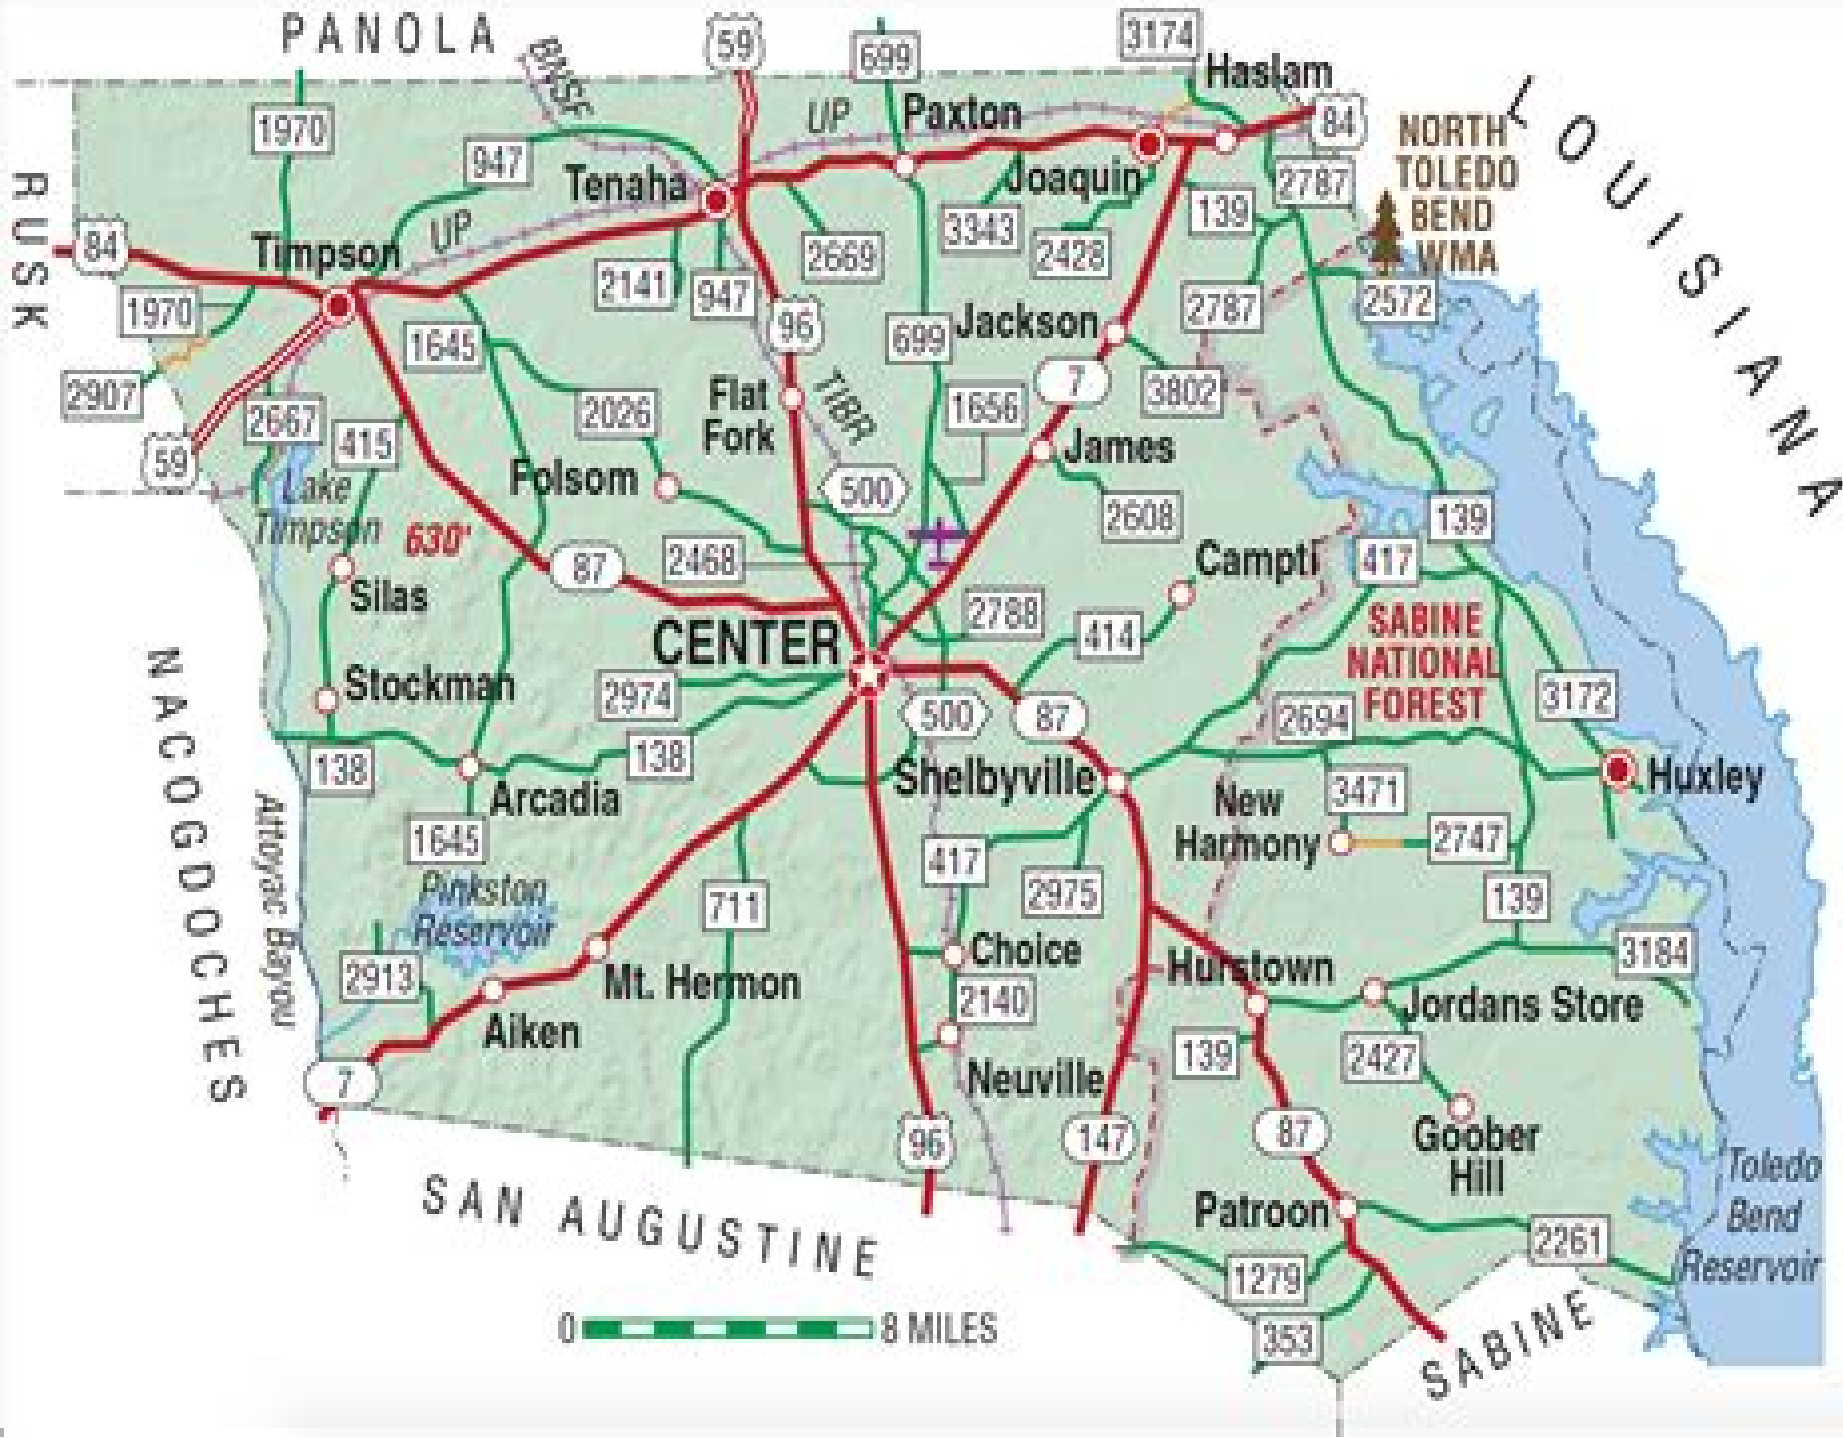 PANOLA
BNSF
59
699
3174
Haslam
1970
UP
Paxton
84
LOUISIANA
NORTH
TOLEDO
BEND
WMA
947
Tenaha
Joaquin
2787
139
RUSK
84
Timpson
UP
2141
947
2669
3343
2428
2787
2572
1970
1645
96
699
Jackson
2907
2667
415
2026
Flat
Fork
TIBR
1656
7
3802
59
Lake
Timpson
630'
Folsom
500
James
2608
139
Silas
87
2468
Campti
417
2788
414
SABINE
NATIONAL
FOREST
CENTER
NACOGDOCHES
Stockman
2974
500
87
2694
3172
138
138
Shelbyville
Huxley
Arcadia
New
Harmony
3471
1645
417
2975
2747
Attoyac Bayou
Pinkston
Reservoir
711
139
2913
Mt. Hermon
Choice
Hurstown
3184
Aiken
2140
Jordans Store
7
Neuville
139
2427
96
147
87
Goober
Hill
SAN AUGUSTINE
Patroon
Toledo
Bend
Reservoir
1279
2261
353
SABINE
0 8 MILES